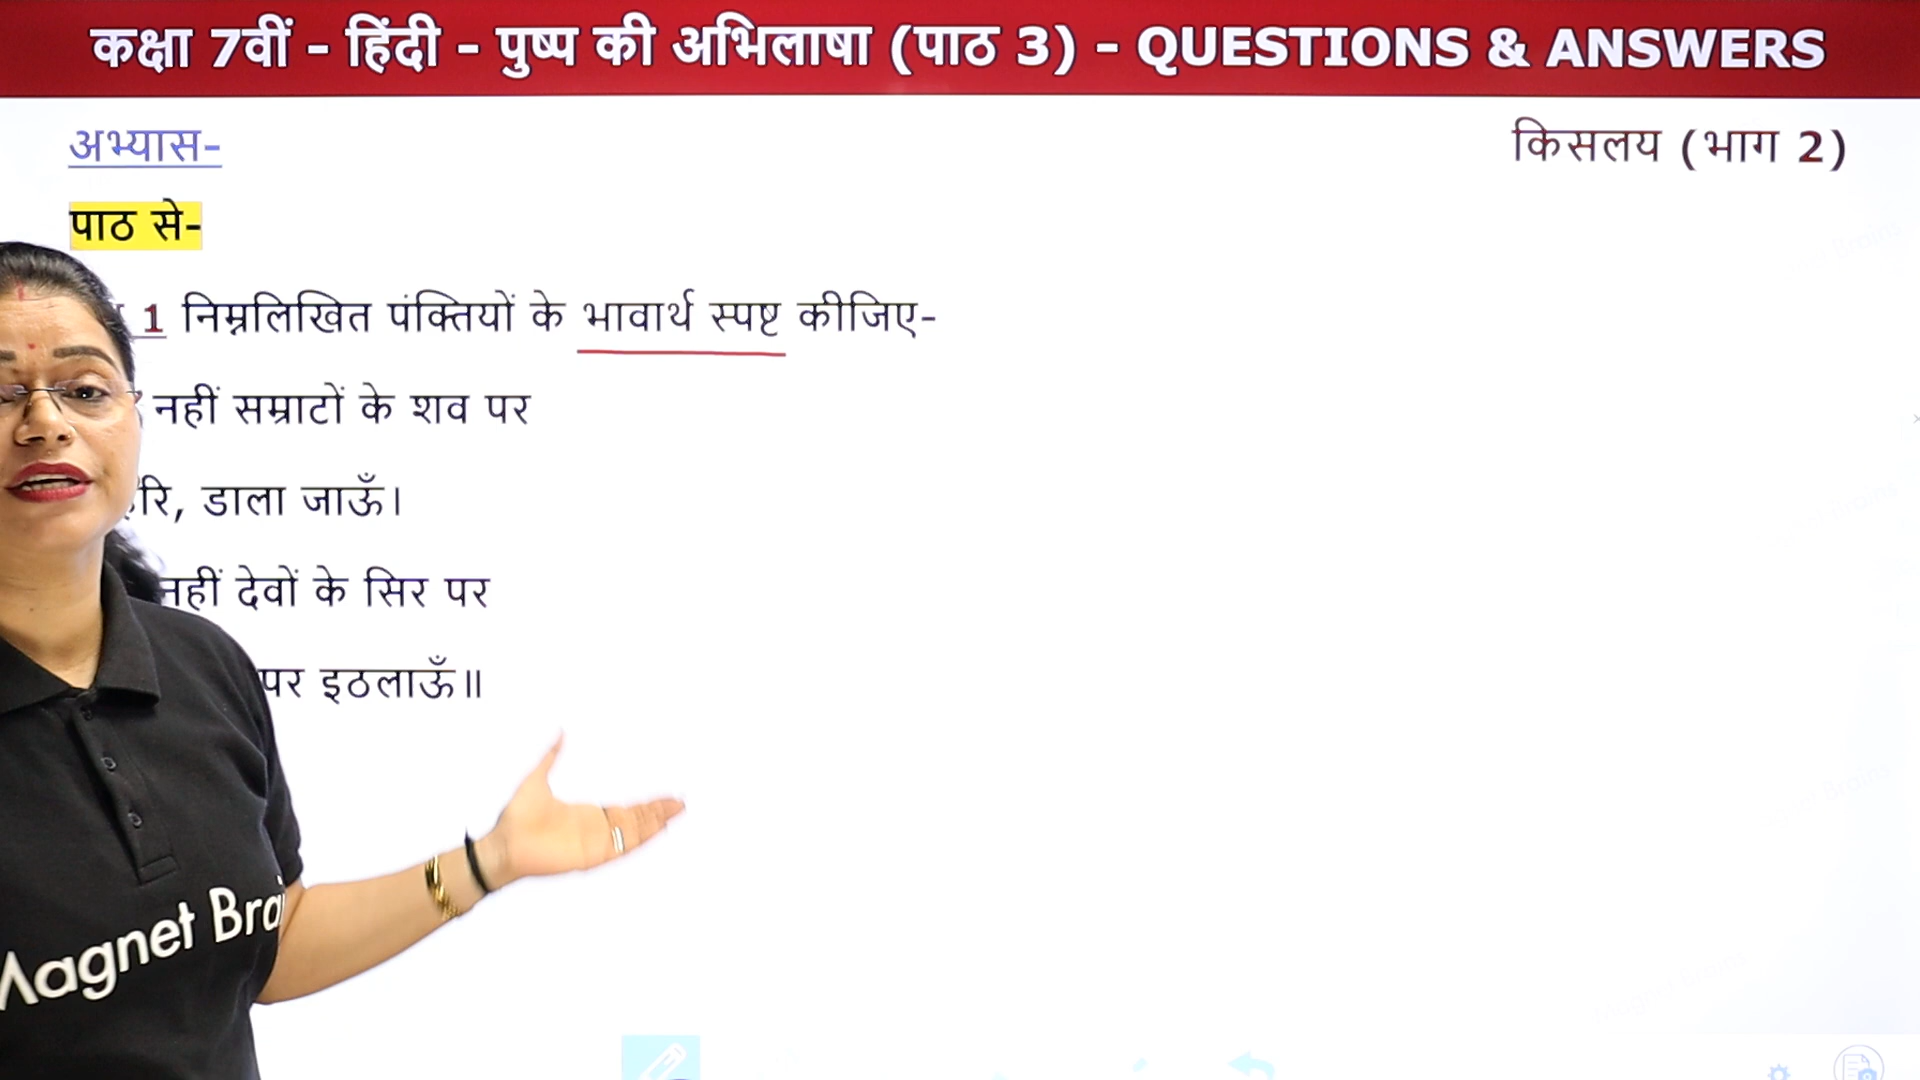 कक्षा 7वीं - हिंदी - पुष्प की अभिलाषा (पाठ 3) - QUESTIONS & ANSWERS
अभ्यास-
किसलय (भाग 2)
पाठ से-
1 निम्नलिखित पंक्तियों के भावार्थ स्पष्ट कीजिए-
नहीं सम्राटों के शव पर
डाला जाऊँ।
नहीं देवों के सिर पर
पर इठलाऊँ॥
Magnet